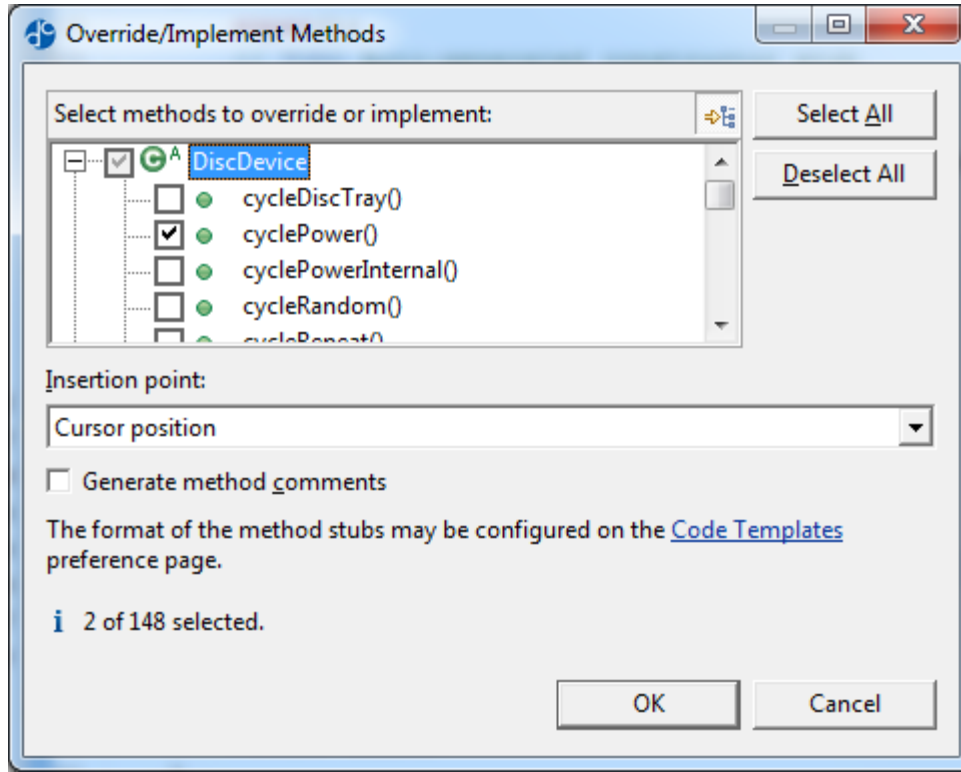 Override/Implement Methods
Select methods to override or implement:
Select All
Deselect All
DiscDevice
cycleDiscTray()
cyclePower()
cyclePowerInternal()
cycleRandom()
cycleRepeat()
Insertion point:
Cursor position
Generate method comments
The format of the method stubs may be configured on the Code Templates
preference page.
2 of 148 selected.
OK
Cancel